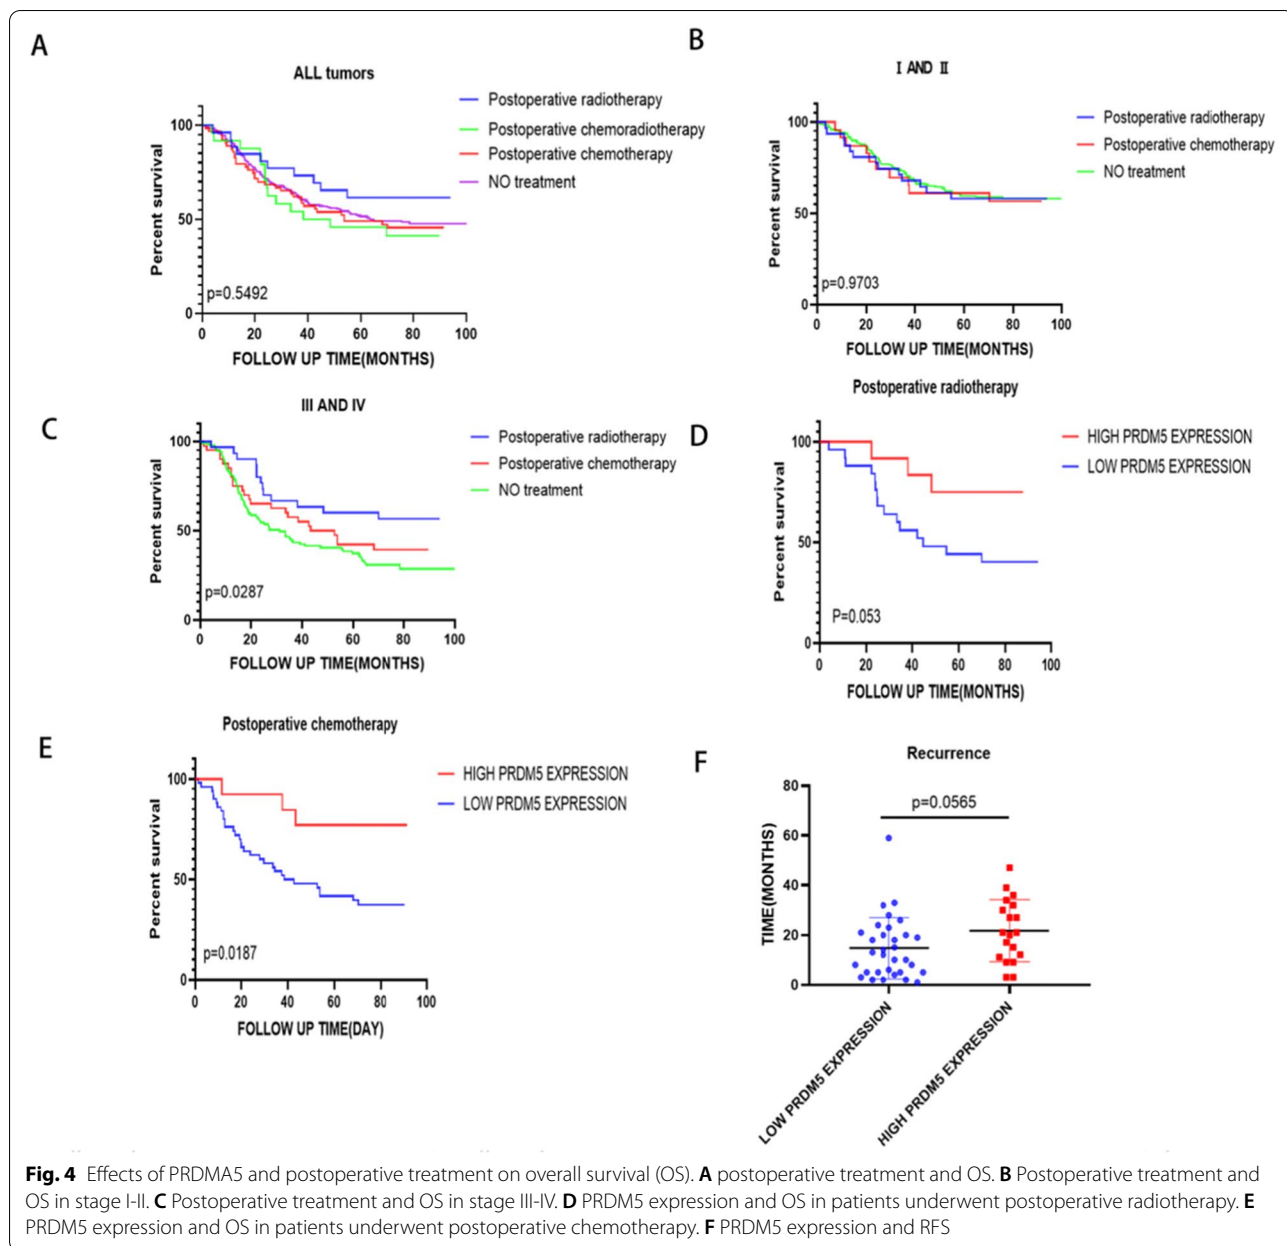 A
ALL tumors
Postoperative radiotherapy
Postoperative chemoradiotherapy
Postoperative chemotherapy
NO treatment
Percent survival
100
50
0
p=0.5492
0 20 40 60 80 100
FOLLOW UP TIME(MONTHS)
B
I AND II
Postoperative radiotherapy
Postoperative chemotherapy
NO treatment
Percent survival
100
50
0
p=0.9703
0 20 40 60 80 100
FOLLOW UP TIME(MONTHS)
C
III AND IV
Postoperative radiotherapy
Postoperative chemotherapy
NO treatment
Percent survival
100
50
0
p=0.0287
0 20 40 60 80 100
FOLLOW UP TIME(MONTHS)
D
Postoperative radiotherapy
HIGH PRDM5 EXPRESSION
LOW PRDM5 EXPRESSION
Percent survival
100
50
0
P=0.053
0 20 40 60 80 100
FOLLOW UP TIME(MONTHS)
E
Postoperative chemotherapy
HIGH PRDM5 EXPRESSION
LOW PRDM5 EXPRESSION
Percent survival
100
50
0
p=0.0187
0 20 40 60 80 100
FOLLOW UP TIME(DAY)
F
Recurrence
p=0.0565
TIME(MONTHS)
80
60
40
20
0
LOW PRDM5 EXPRESSION
HIGH PRDM5 EXPRESSION
Fig. 4 Effects of PRDMA5 and postoperative treatment on overall survival (OS). A postoperative treatment and OS. B Postoperative treatment and
OS in stage I-II. C Postoperative treatment and OS in stage III-IV. D PRDM5 expression and OS in patients underwent postoperative radiotherapy. E
PRDM5 expression and OS in patients underwent postoperative chemotherapy. F PRDM5 expression and RFS